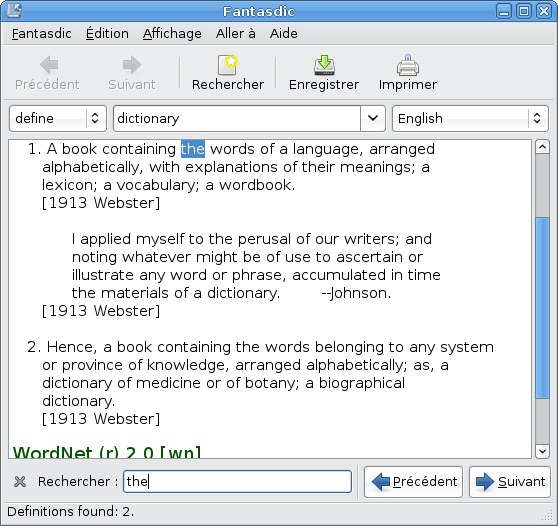 Fantasdic
Fantasdic Édition Affichage Aller à Aide
Précédent Suivant Rechercher Enregistrer Imprimer
define dictionary English
1. A book containing the words of a language, arranged
alphabetically, with explanations of their meanings; a
lexicon; a vocabulary; a wordbook.
[1913 Webster]
I applied myself to the perusal of our writers; and
noting whatever might be of use to ascertain or
illustrate any word or phrase, accumulated in time
the materials of a dictionary. --Johnson.
[1913 Webster]
2. Hence, a book containing the words belonging to any system
or province of knowledge, arranged alphabetically; as, a
dictionary of medicine or of botany; a biographical
dictionary.
[1913 Webster]
WordNet (r) 2.0 [wn]
Rechercher : the Précédent Suivant
Definitions found: 2.